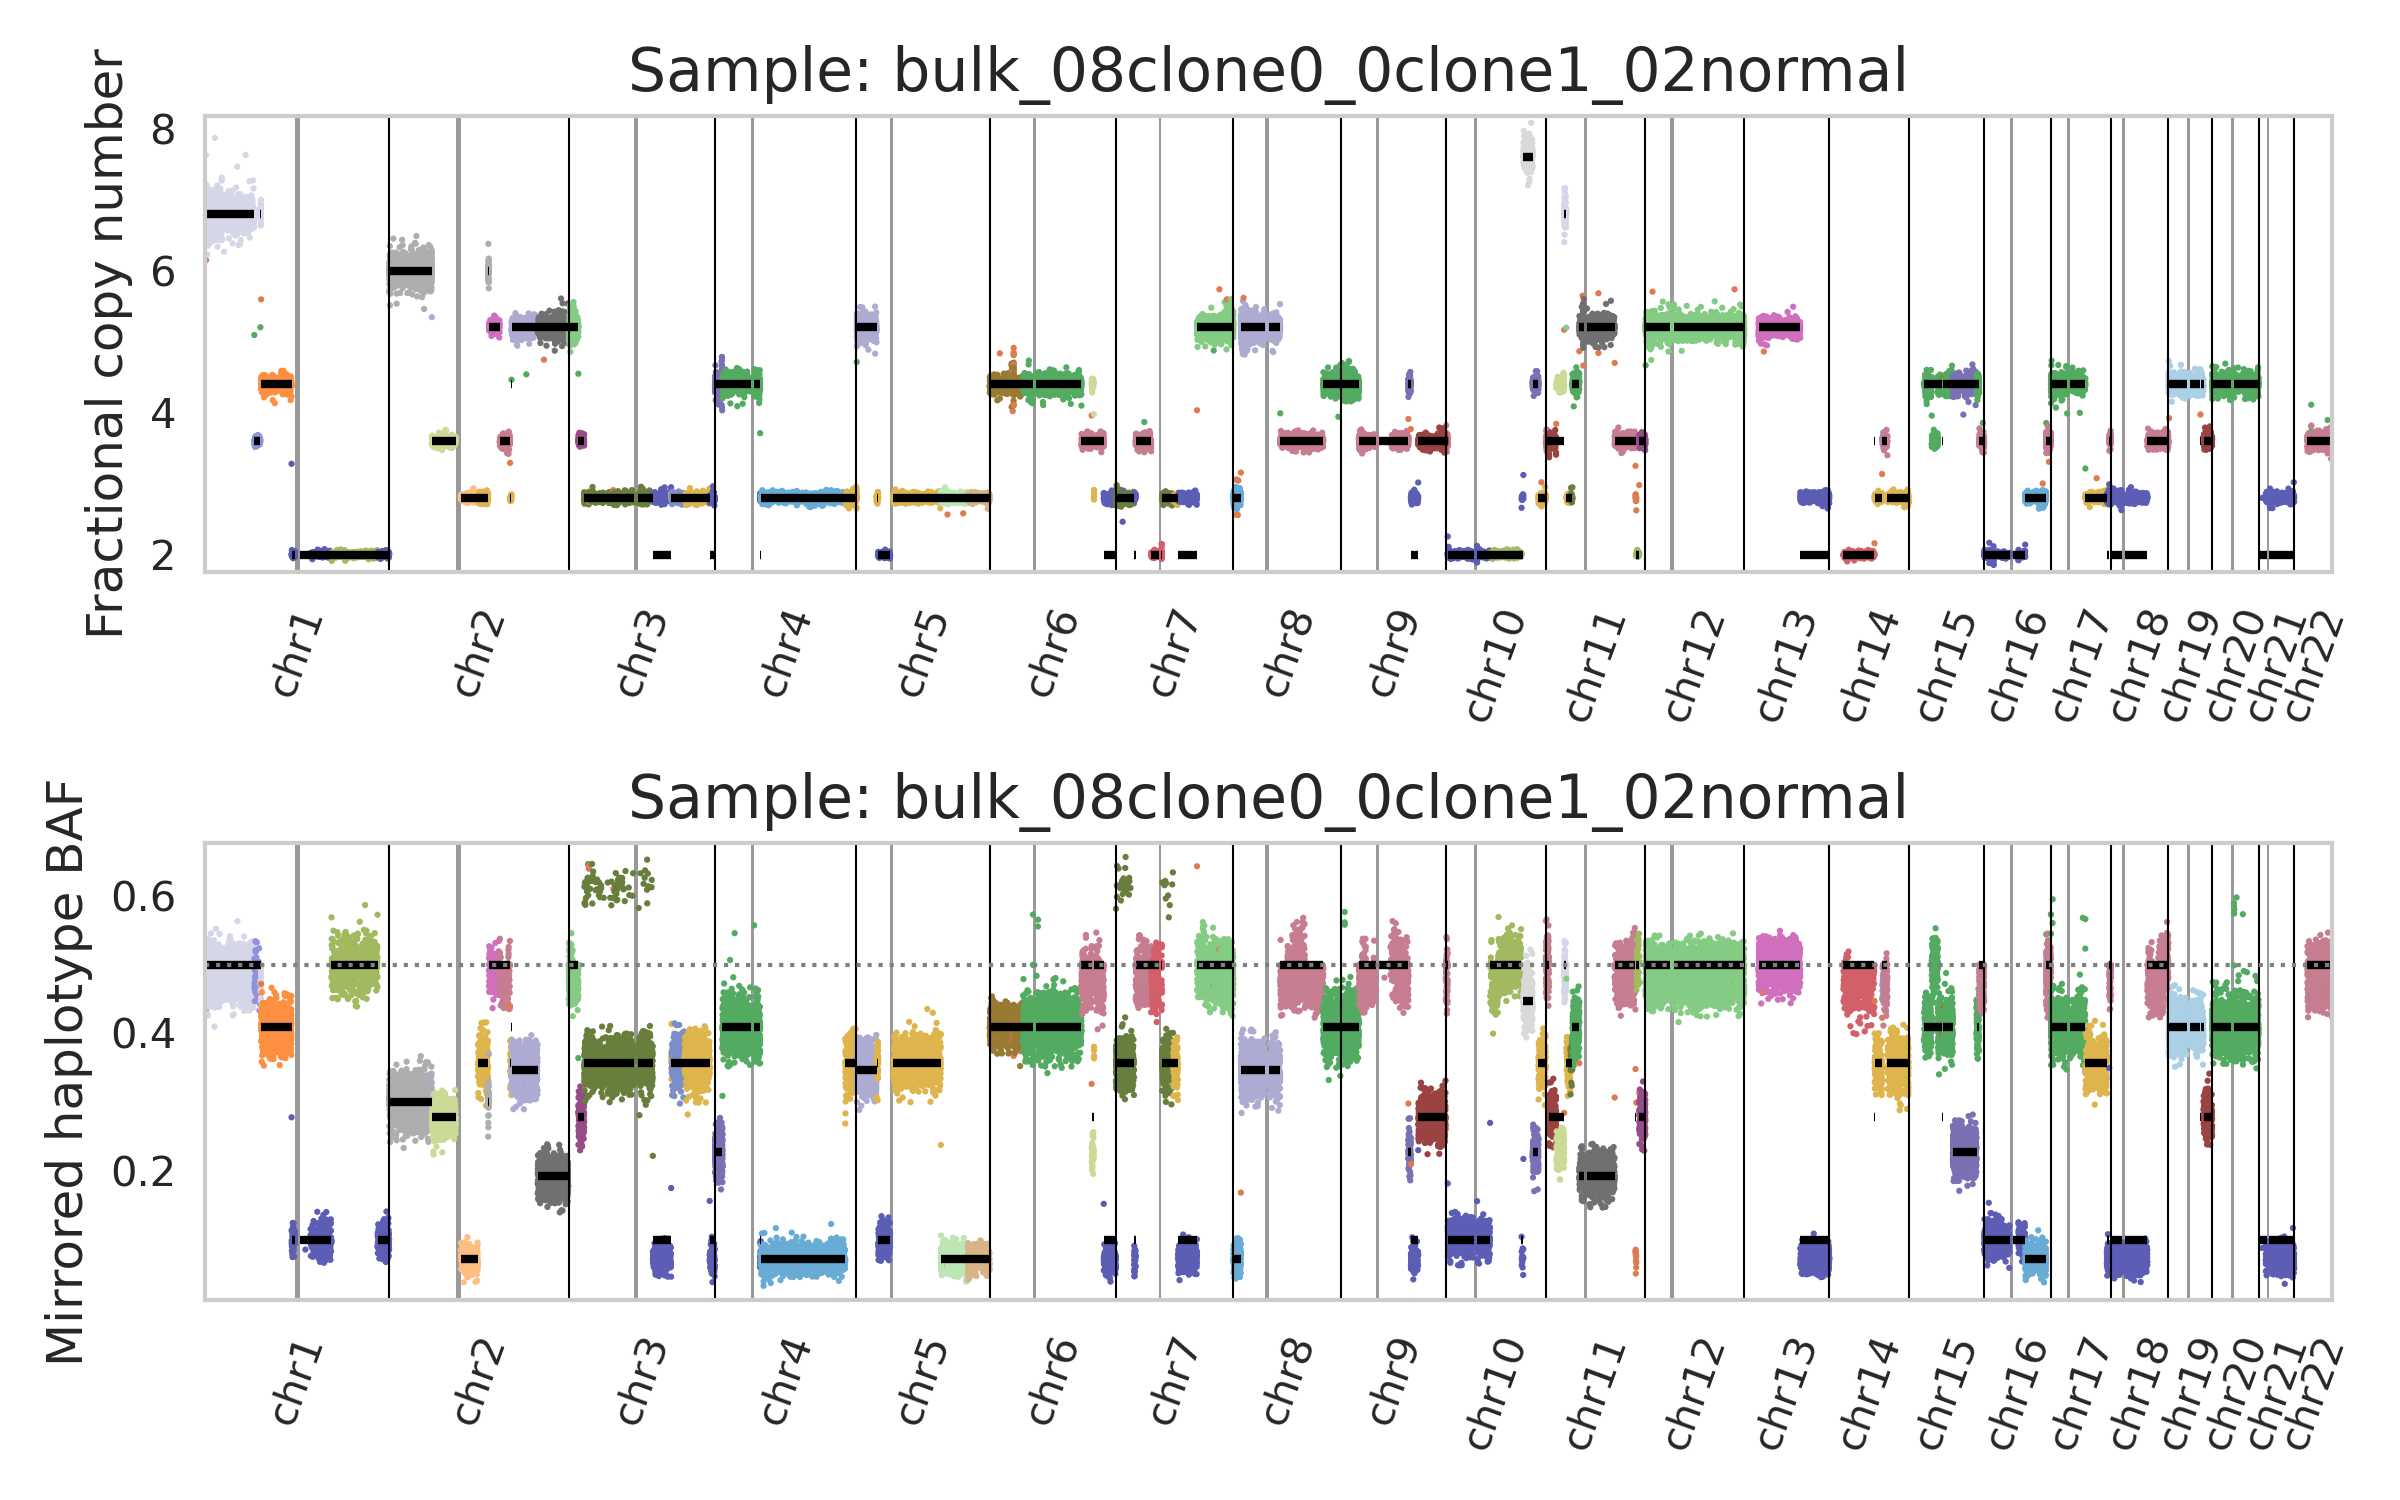 Sample: bulk_08clone0_0clone1_02normal
Fractional copy number
8
6
4
2
chr1 chr2 chr3 chr4 chr5 chr6 chr7 chr8 chr9 chr10 chr11 chr12 chr13 chr14 chr15 chr16 chr17 chr18 chr19 chr20 chr21 chr22
Sample: bulk_08clone0_0clone1_02normal
Mirrored haplotype BAF
0.6
0.4
0.2
chr1 chr2 chr3 chr4 chr5 chr6 chr7 chr8 chr9 chr10 chr11 chr12 chr13 chr14 chr15 chr16 chr17 chr18 chr19 chr20 chr21 chr22